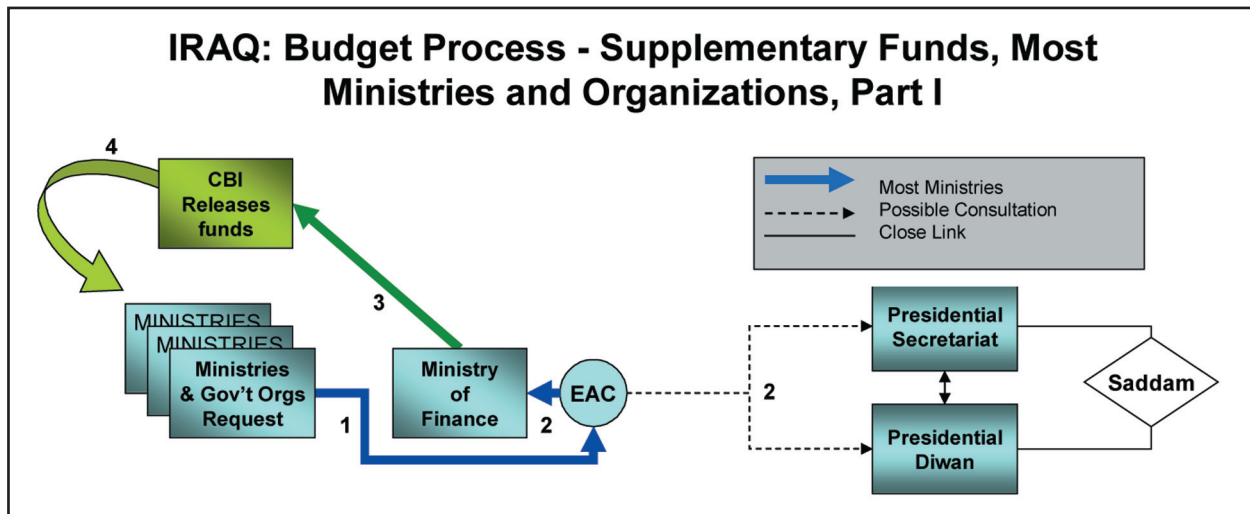 IRAQ: Budget Process - Supplementary Funds, Most
Ministries and Organizations, Part I
4
CBI
Releases
funds
Most Ministries
Possible Consultation
Close Link
3
MINISTRIES
MINISTRIES
Ministries
& Gov't Orgs
Request
1
Ministry
of
Finance
2
EAC
2
Presidential
Secretariat
Saddam
Presidential
Diwan